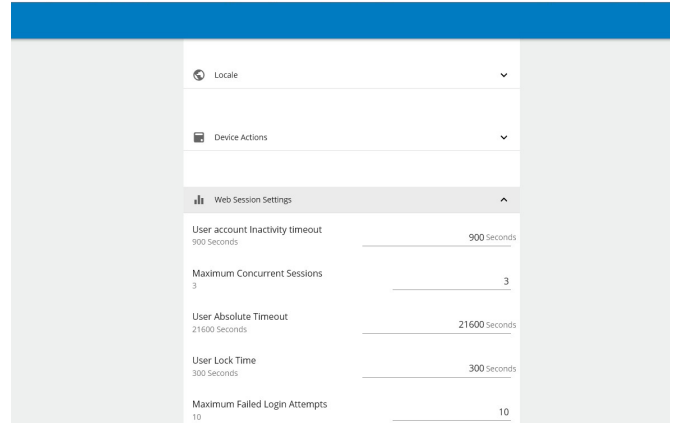 Locale
Device Actions
Web Session Settings
User account Inactivity timeout
900 Seconds
900 Seconds
Maximum Concurrent Sessions
3
3
User Absolute Timeout
21600 Seconds
21600 Seconds
User Lock Time
300 Seconds
300 Seconds
Maximum Failed Login Attempts
10
10